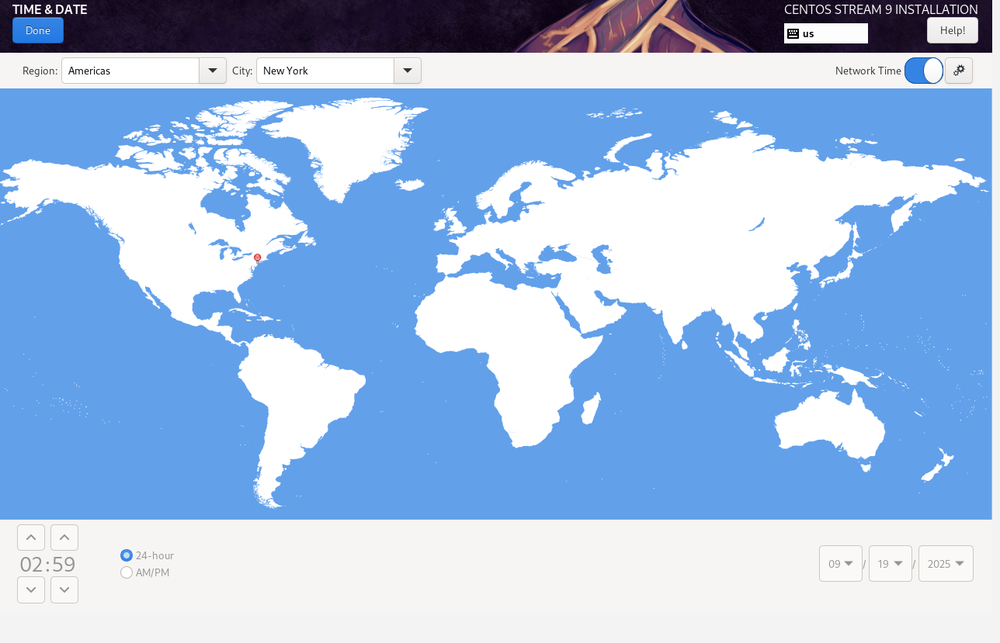 TIME & DATE
CENTOS STREAM 9 INSTALLATION
Done
us
Help!
Region: Americas City: New York Network Time
02:59
24-hour
AM/PM
09 / 19 / 2025